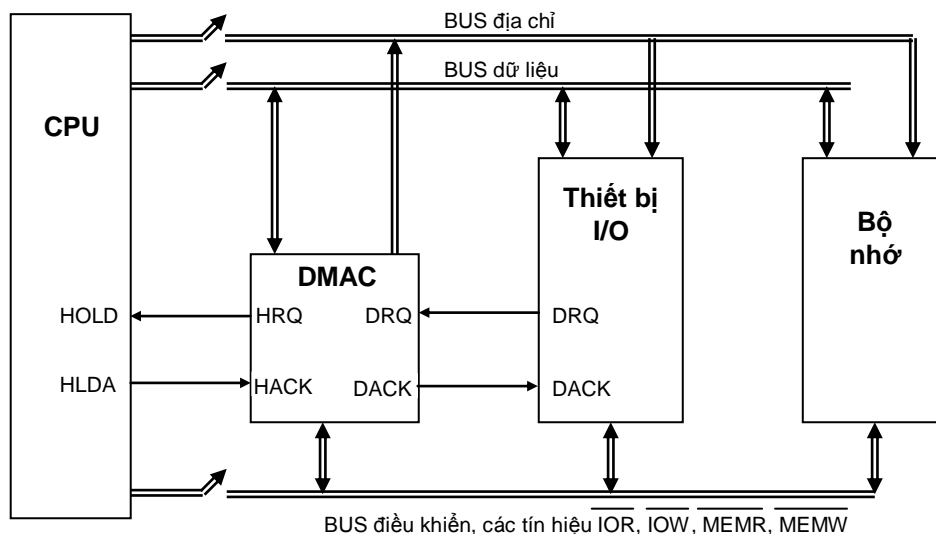 BUS địa chỉ
BUS dữ liệu
CPU
Thiết bị
I/O
Bộ
nhớ
DMAC
HOLD
HRQ
DRQ
DRQ
HLDA
HACK
DACK
DACK
BUS điều khiển, các tín hiệu IOR, IOW, MEMR, MEMW